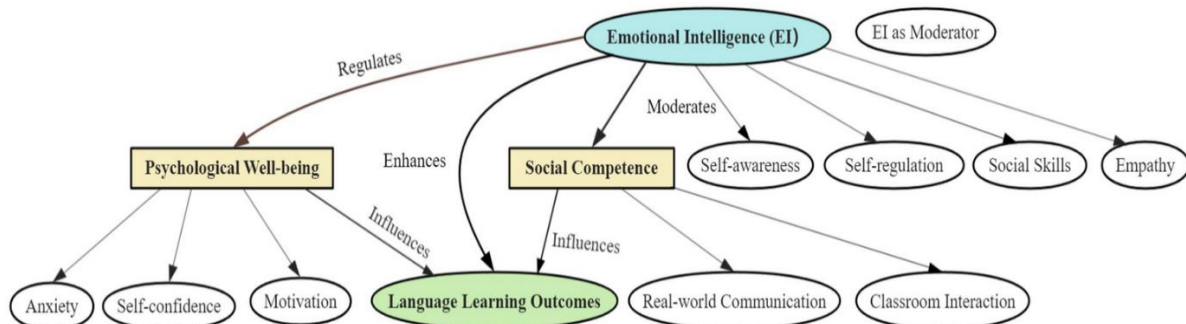 Emotional Intelligence (EI)
EI as Moderator
Regulates
Moderates
Enhances
Psychological Well-being
Social Competence
Self-awareness
Self-regulation
Social Skills
Empathy
Influences
Influences
Anxiety
Self-confidence
Motivation
Language Learning Outcomes
Real-world Communication
Classroom Interaction